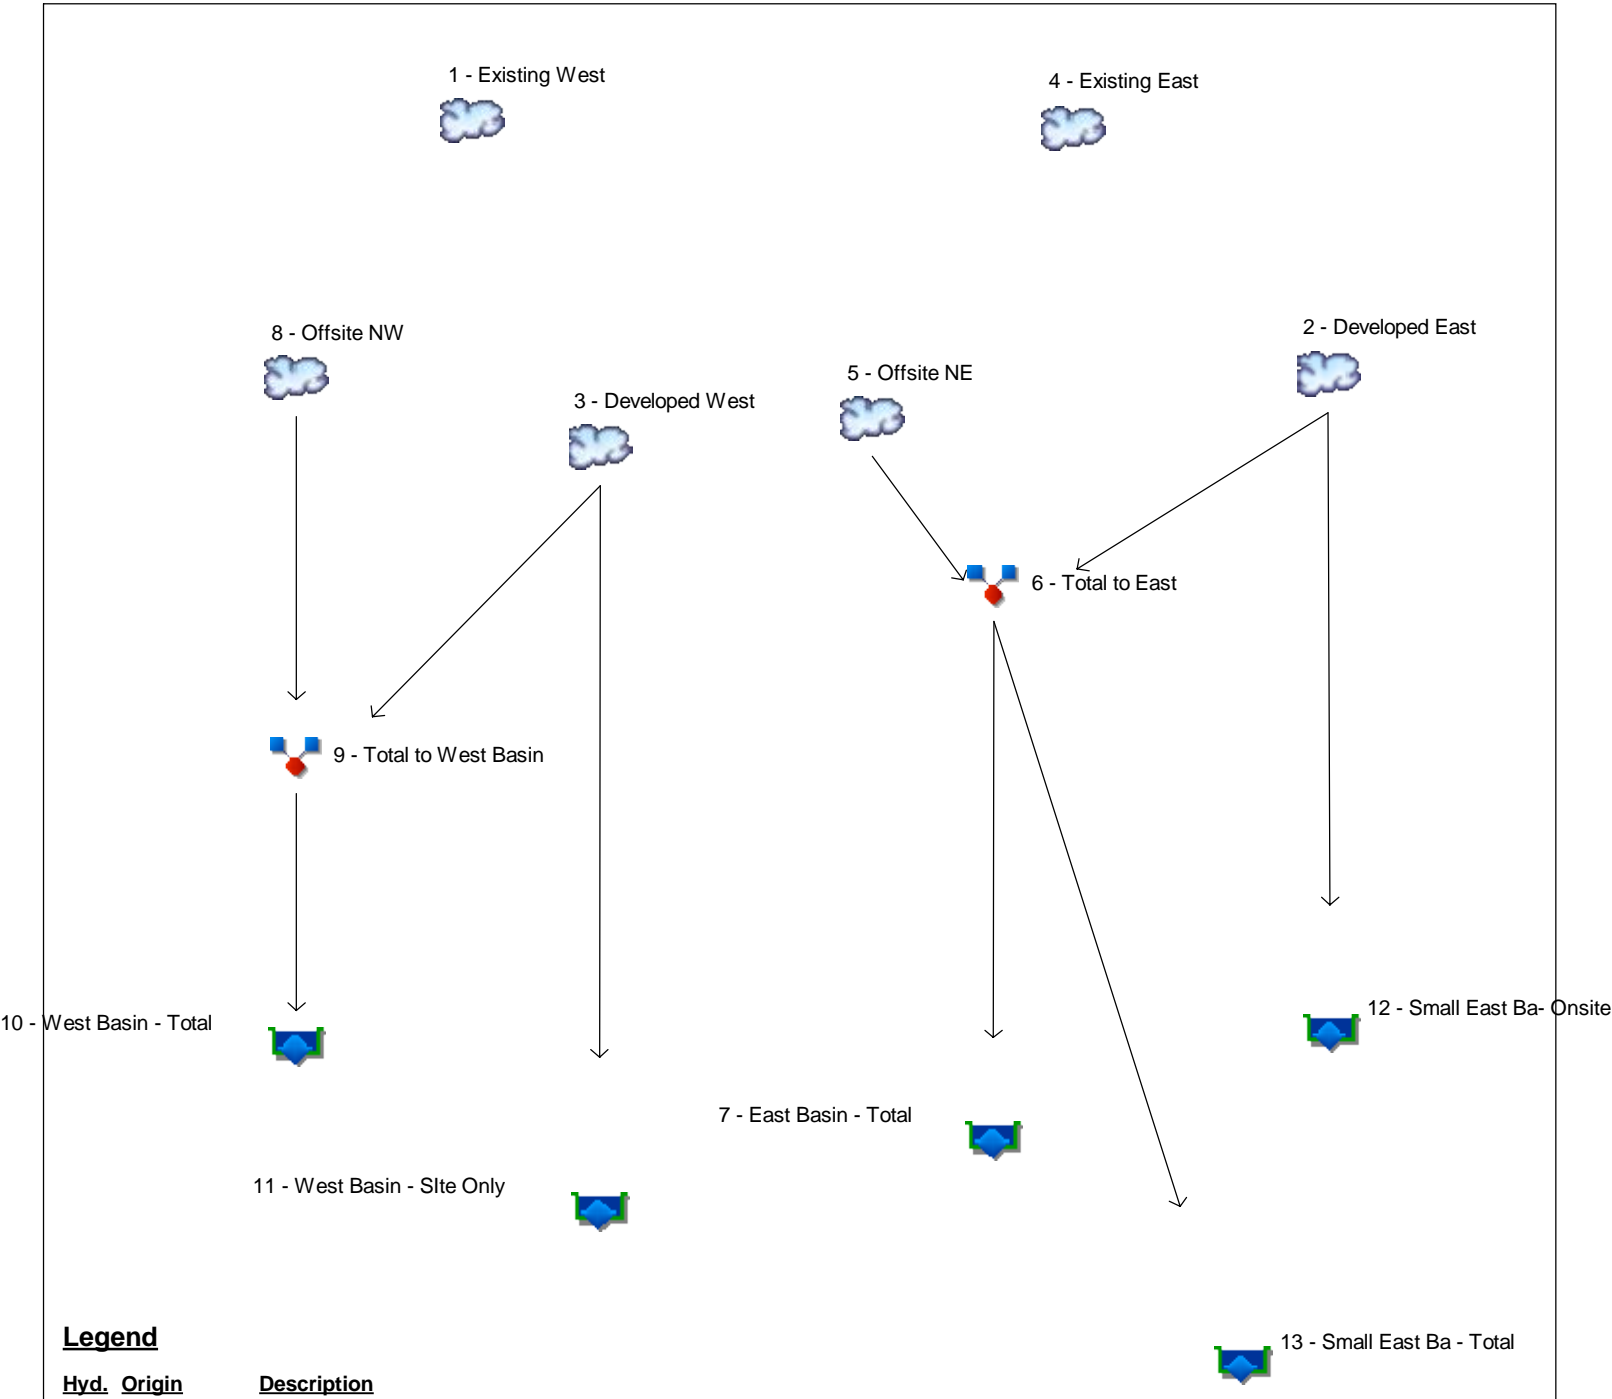 1 - Existing West
4 - Existing East
8 - Offsite NW
2 - Developed East
5 - Offsite NE
3 - Developed West
6 - Total to East
9 - Total to West Basin
10 - West Basin - Total
12 - Small East Ba- Onsite
7 - East Basin - Total
11 - West Basin - SIte Only
Legend
13 - Small East Ba - Total
Hyd. Origin Description